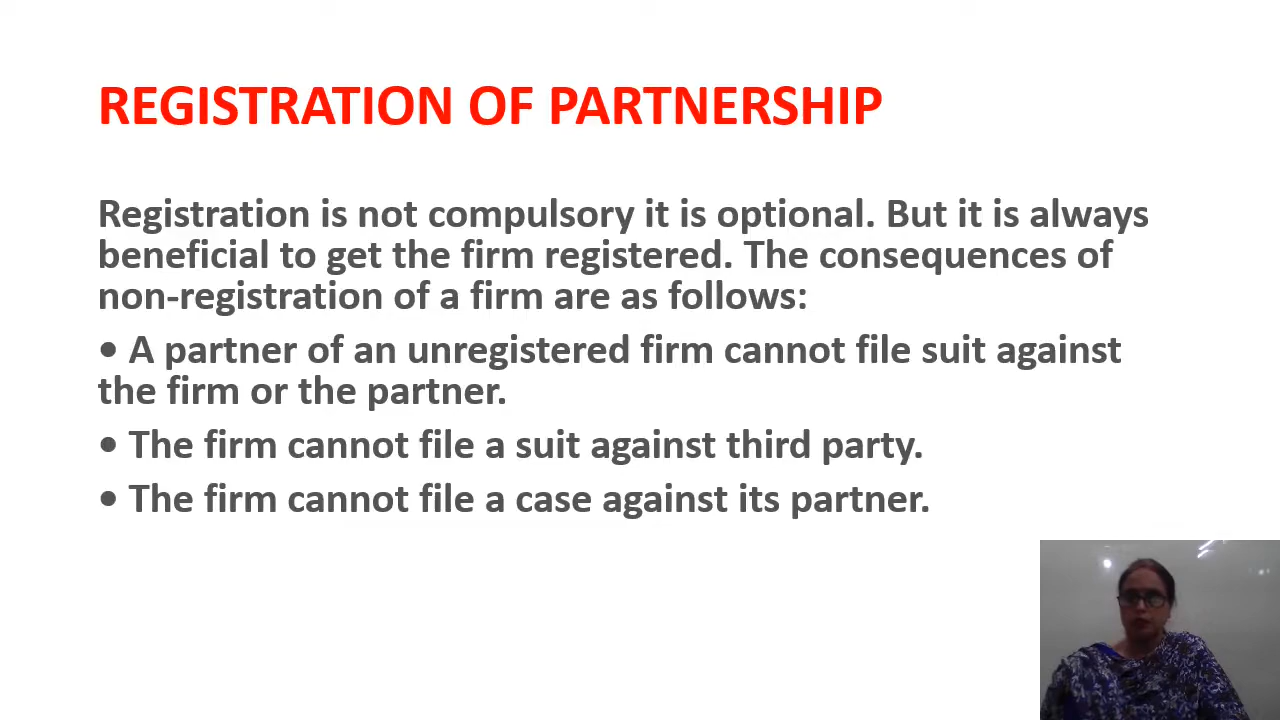 REGISTRATION OF PARTNERSHIP
Registration is not compulsory it is optional. But it is always
beneficial to get the firm registered. The consequences of
non-registration of a firm are as follows:
• A partner of an unregistered firm cannot file suit against
the firm or the partner.
• The firm cannot file a suit against third party.
• The firm cannot file a case against its partner.